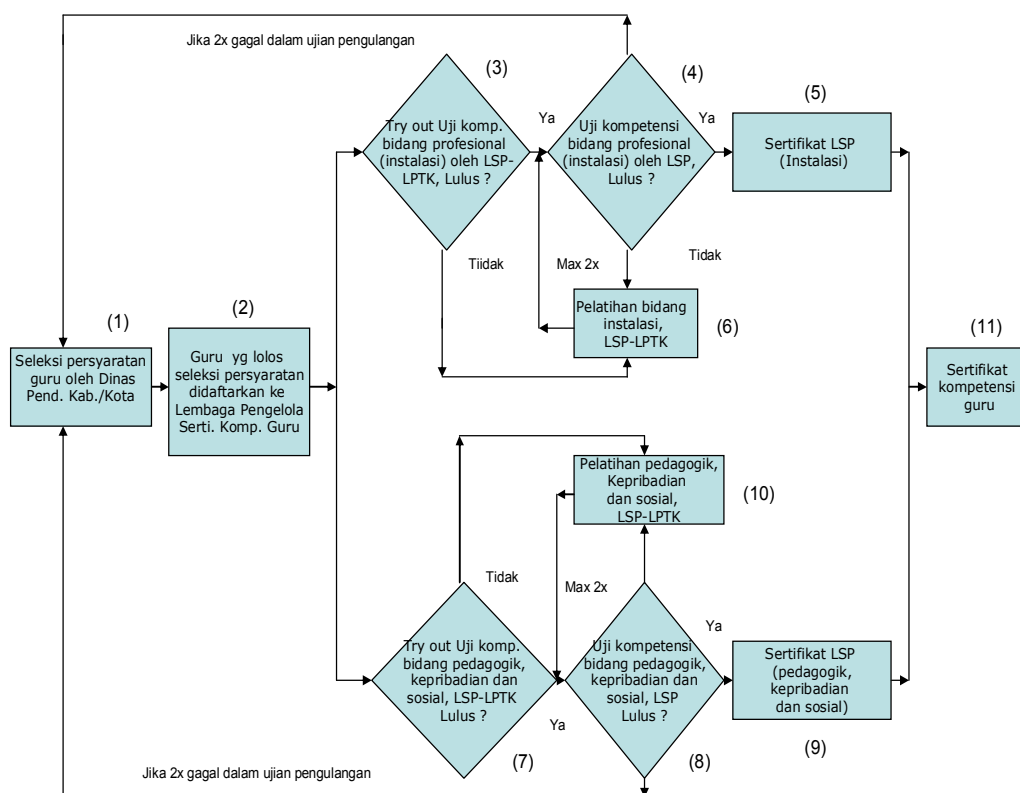 Jika 2x gagal dalam ujian pengulangan
(3)
(4)
(5)
Try out Uji komp.
bidang profesional
(instalasi) oleh LSP-
LPTK, Lulus ?
Ya
Uji kompetensi
bidang profesional
(instalasi) oleh LSP,
Lulus ?
Ya
Sertifikat LSP
(Instalasi)
Tiidak
Max 2x
Tidak
Pelatihan bidang
instalasi,
LSP-LPTK
(6)
(1)
Seleksi persyaratan
guru oleh Dinas
Pend. Kab./Kota
(2)
Guru yg lolos
seleksi persyaratan
didaftarkan ke
Lembaga Pengelola
Serti. Komp. Guru
(11)
Sertifikat
kompetensi
guru
Pelatihan pedagogik,
Kepribadian
dan sosial,
LSP-LPTK
(10)
Tidak
Max 2x
Try out Uji komp.
bidang pedagogik,
kepribadian dan
sosial, LSP-LPTK
Lulus ?
Ya
(7)
Uji kompetensi
bidang pedagogik,
kepribadian dan
sosial, LSP
Lulus ?
Ya
(8)
Sertifikat LSP
(pedagogik,
kepribadian
dan sosial)
(9)
Jika 2x gagal dalam ujian pengulangan